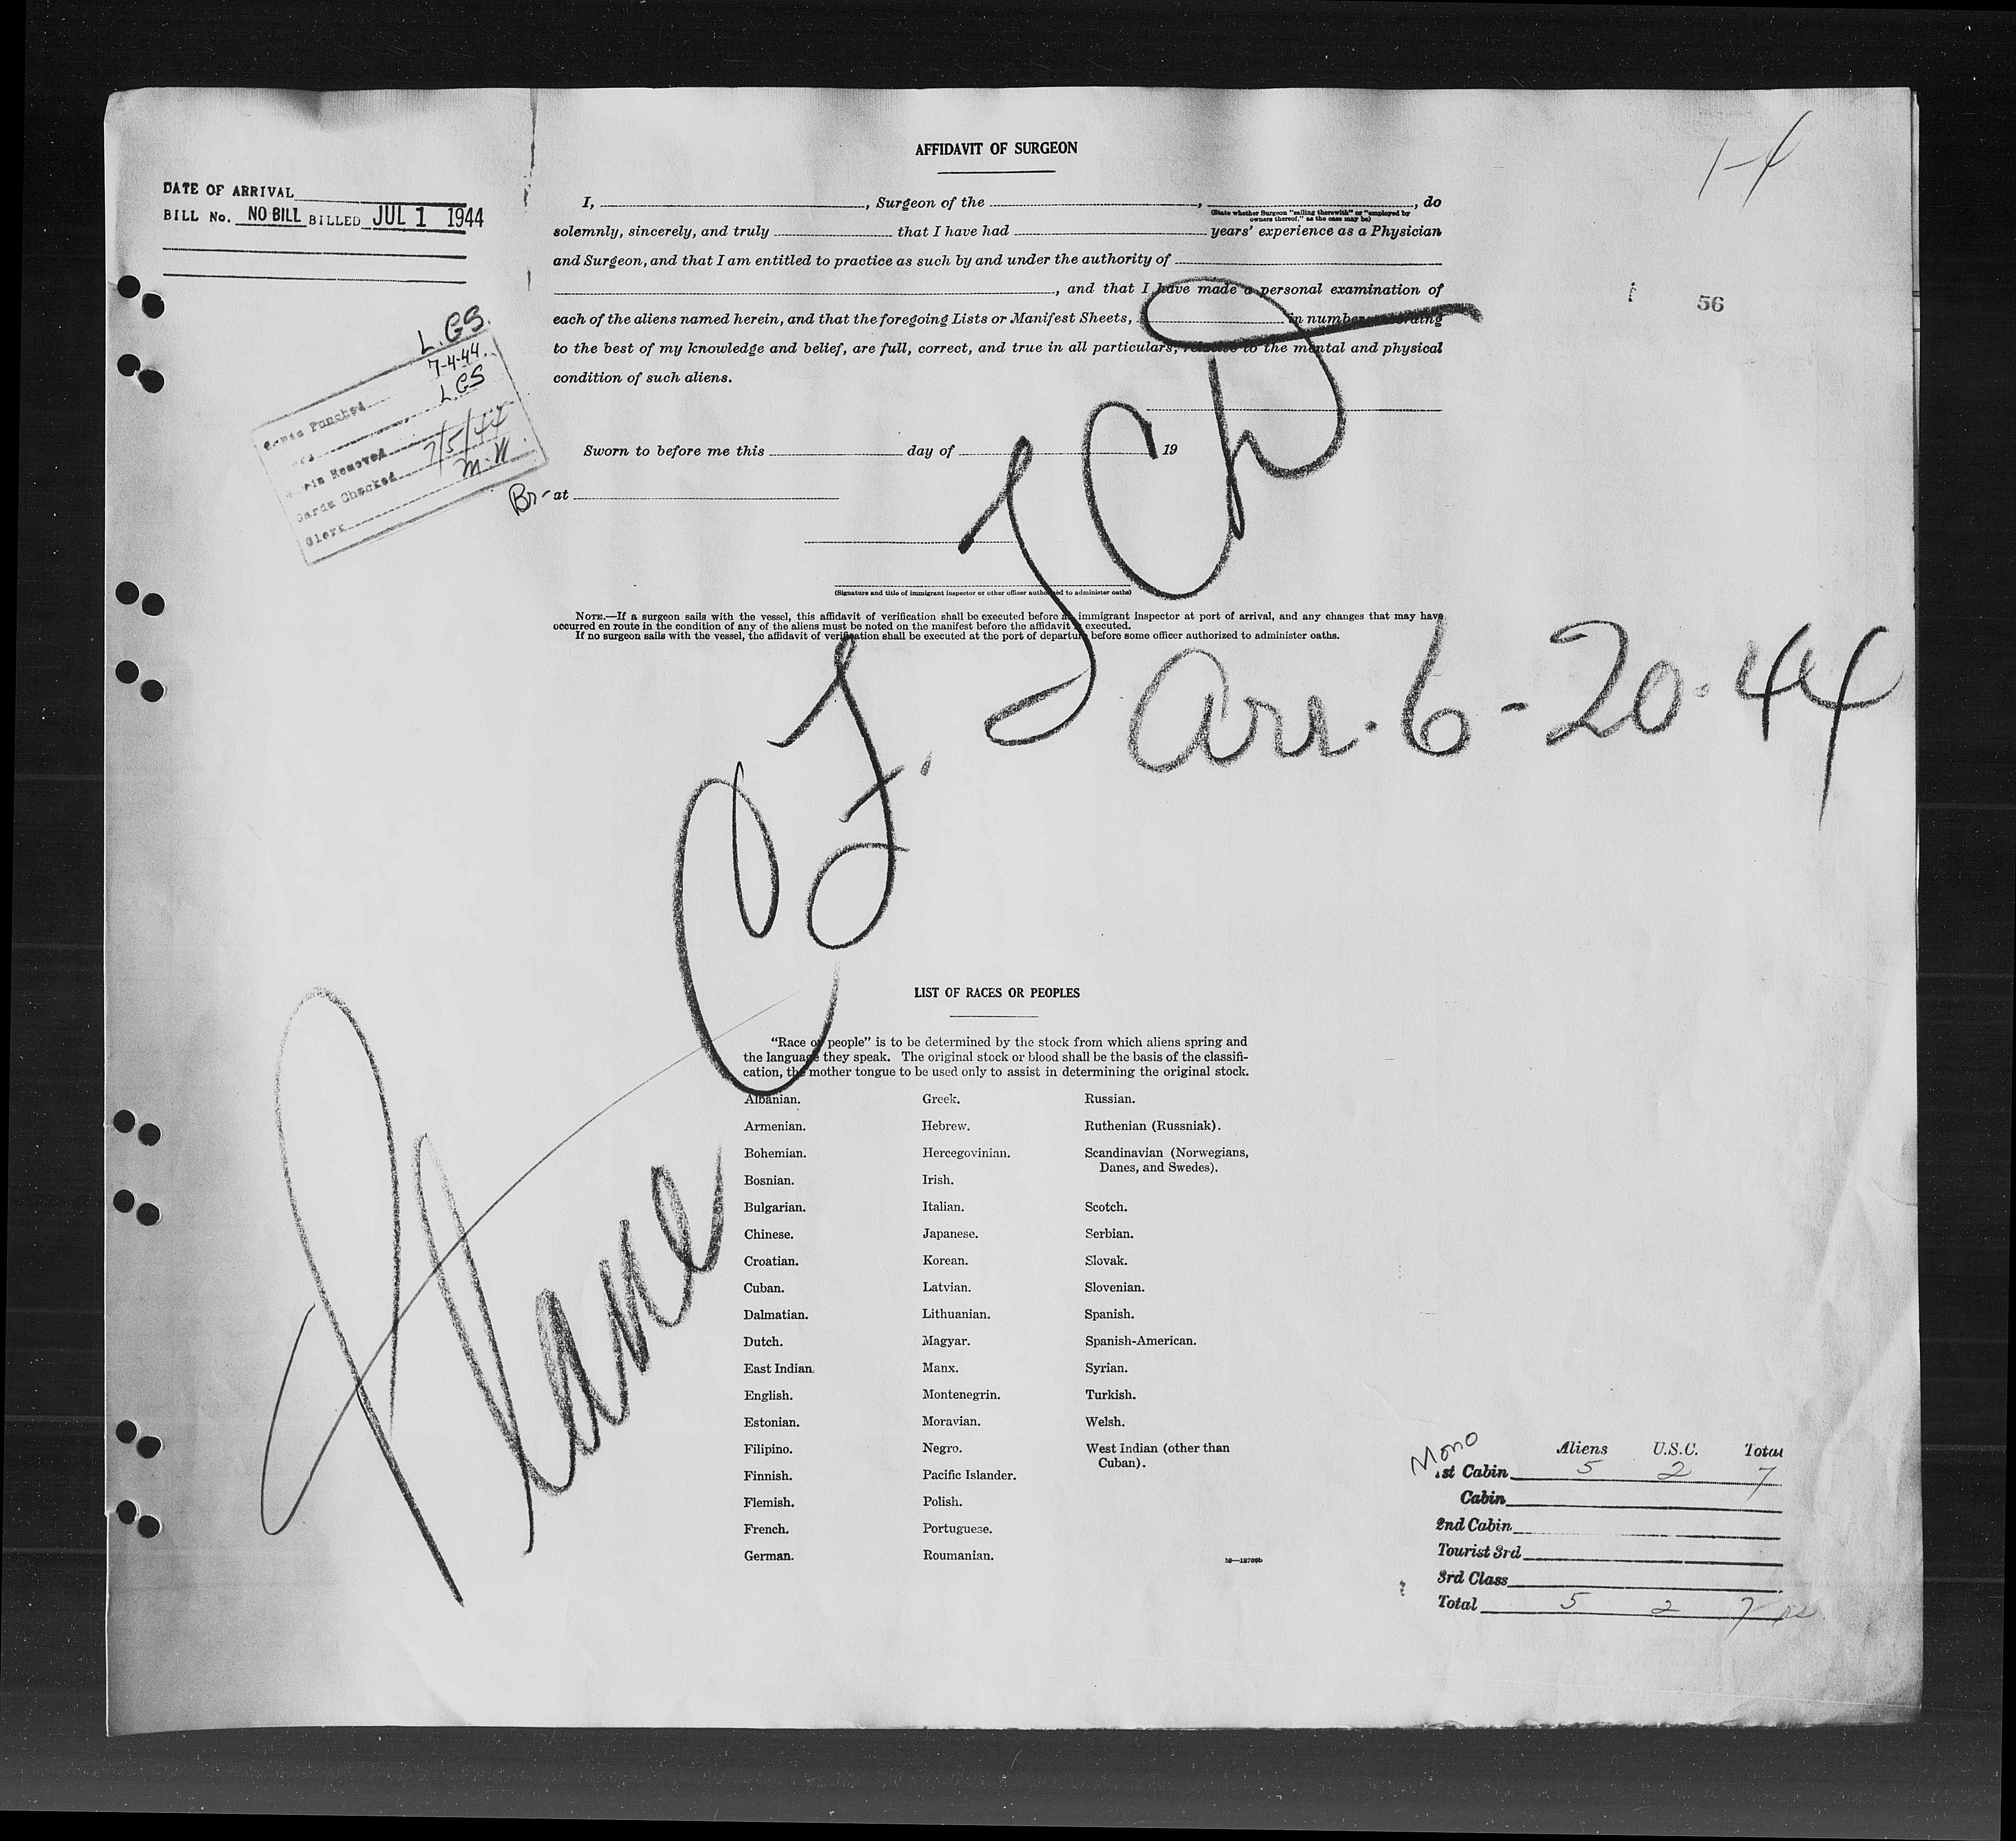 AFFIDAVIT OF SURGEON
1-4
DATE OF ARRIVAL
BILL No. NO BILL BILLED JUL 1 1944
I, , Surgeon of the , , do
(State whether Surgeon "sailing therewith" or "employed by owners thereof," as the case may be)
solemnly, sincerely, and truly that I have had years' experience as a Physician
and Surgeon, and that I am entitled to practice as such by and under the authority of
, and that I have made a personal examination of
56
each of the aliens named herein, and that the foregoing Lists or Manifest Sheets, in number
to the best of my knowledge and belief, are full, correct, and true in all particulars, relative to the mental and physical
condition of such aliens.
L.GS.
7-4-44.
LGS
Punched
Removed 7/5/44
Cards Checked M.N.
Clerk
Sworn to before me this day of 19
Br- at
(Signature and title of immigrant inspector or other officer authorized to administer oaths)
NOTE.—If a surgeon sails with the vessel, this affidavit of verification shall be executed before an immigrant inspector at port of arrival, and any changes that may have
occurred en route in the condition of any of the aliens must be noted on the manifest before the affidavit is executed.
If no surgeon sails with the vessel, the affidavit of verification shall be executed at the port of departure before some officer authorized to administer oaths.
Arr. 6-20-44
Plane
LIST OF RACES OR PEOPLES
"Race or people" is to be determined by the stock from which aliens spring and
the language they speak. The original stock or blood shall be the basis of the classifi-
cation, the mother tongue to be used only to assist in determining the original stock.
Albanian.
Armenian.
Bohemian.
Bosnian.
Bulgarian.
Chinese.
Croatian.
Cuban.
Dalmatian.
Dutch.
East Indian.
English.
Estonian.
Filipino.
Finnish.
Flemish.
French.
German.
Greek.
Hebrew.
Hercegovinian.
Irish.
Italian.
Japanese.
Korean.
Latvian.
Lithuanian.
Magyar.
Manx.
Montenegrin.
Moravian.
Negro.
Pacific Islander.
Polish.
Portuguese.
Roumanian.
Russian.
Ruthenian (Russniak).
Scandinavian (Norwegians,
Danes, and Swedes).
Scotch.
Serbian.
Slovak.
Slovenian.
Spanish.
Spanish-American.
Syrian.
Turkish.
Welsh.
West Indian (other than
Cuban).
Mono
Aliens U.S.C. Total
1st Cabin 5 2 7
Cabin
2nd Cabin
Tourist 3rd
3rd Class
Total 5 2 7